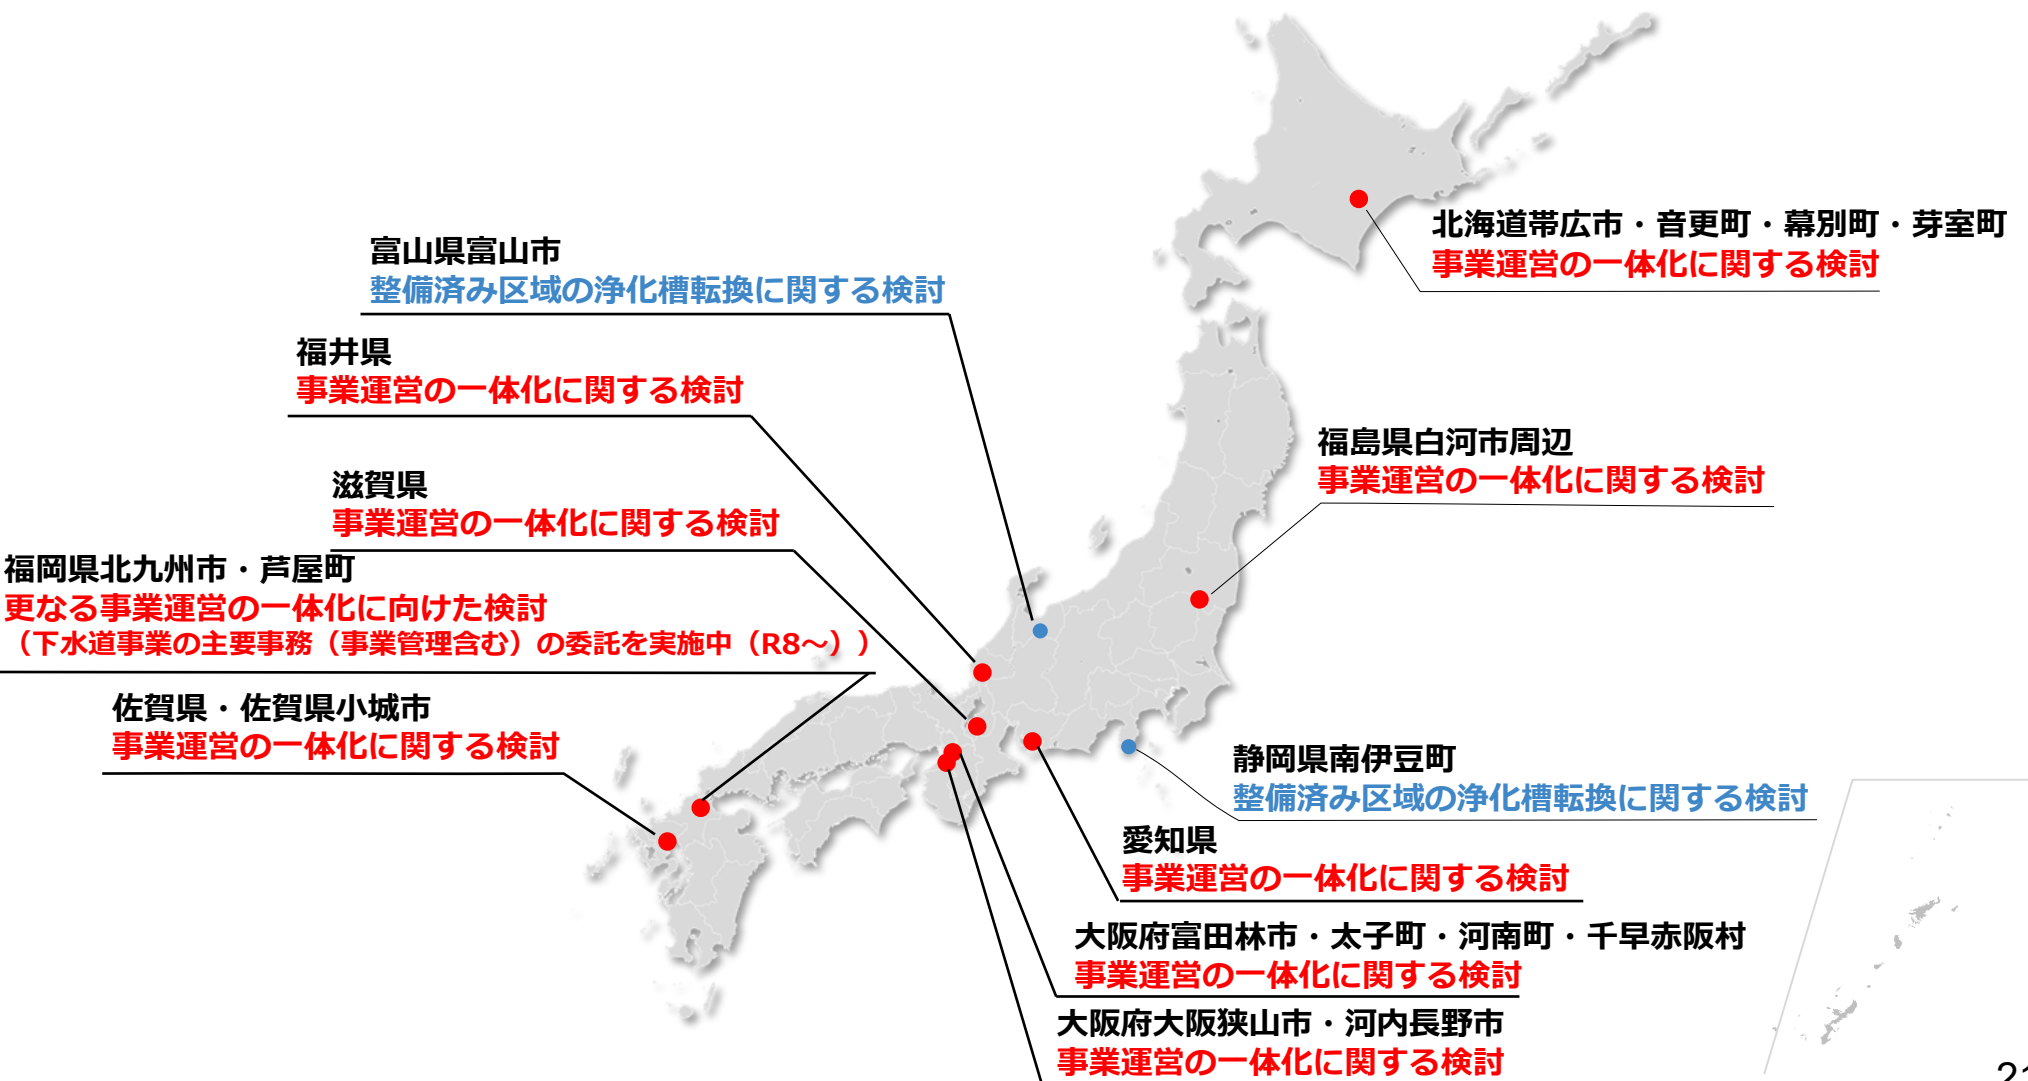 北海道帯広市・音更町・幕別町・芽室町
事業運営の一体化に関する検討
富山県富山市
整備済み区域の浄化槽転換に関する検討
福井県
事業運営の一体化に関する検討
福島県白河市周辺
事業運営の一体化に関する検討
滋賀県
事業運営の一体化に関する検討
福岡県北九州市・芦屋町
更なる事業運営の一体化に向けた検討
（下水道事業の主要事務（事業管理含む）の委託を実施中（R8～））
佐賀県・佐賀県小城市
事業運営の一体化に関する検討
静岡県南伊豆町
整備済み区域の浄化槽転換に関する検討
愛知県
事業運営の一体化に関する検討
大阪府富田林市・太子町・河南町・千早赤阪村
事業運営の一体化に関する検討
大阪府大阪狭山市・河内長野市
事業運営の一体化に関する検討
21